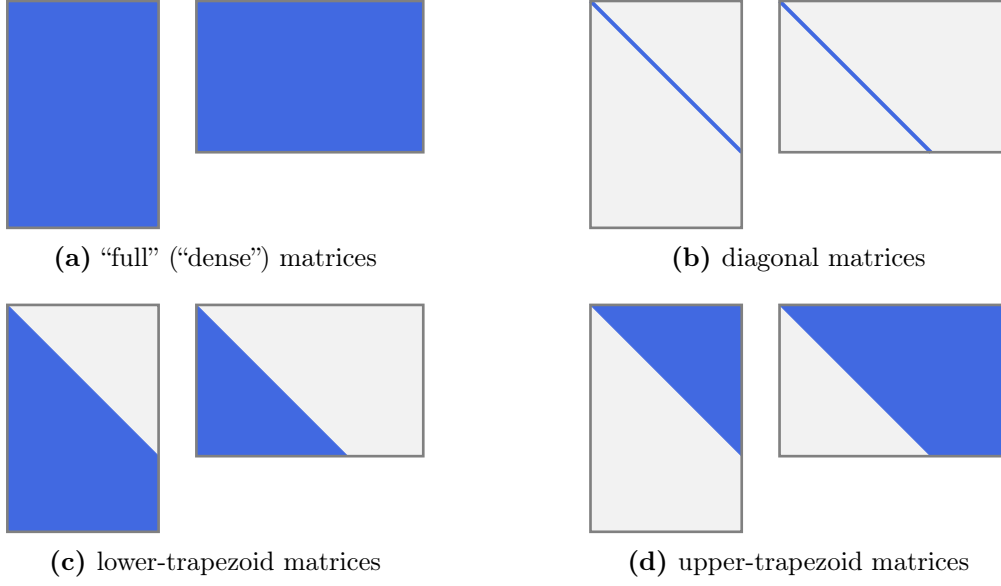 (a) “full” (“dense”) matrices
(b) diagonal matrices
(c) lower-trapezoid matrices
(d) upper-trapezoid matrices